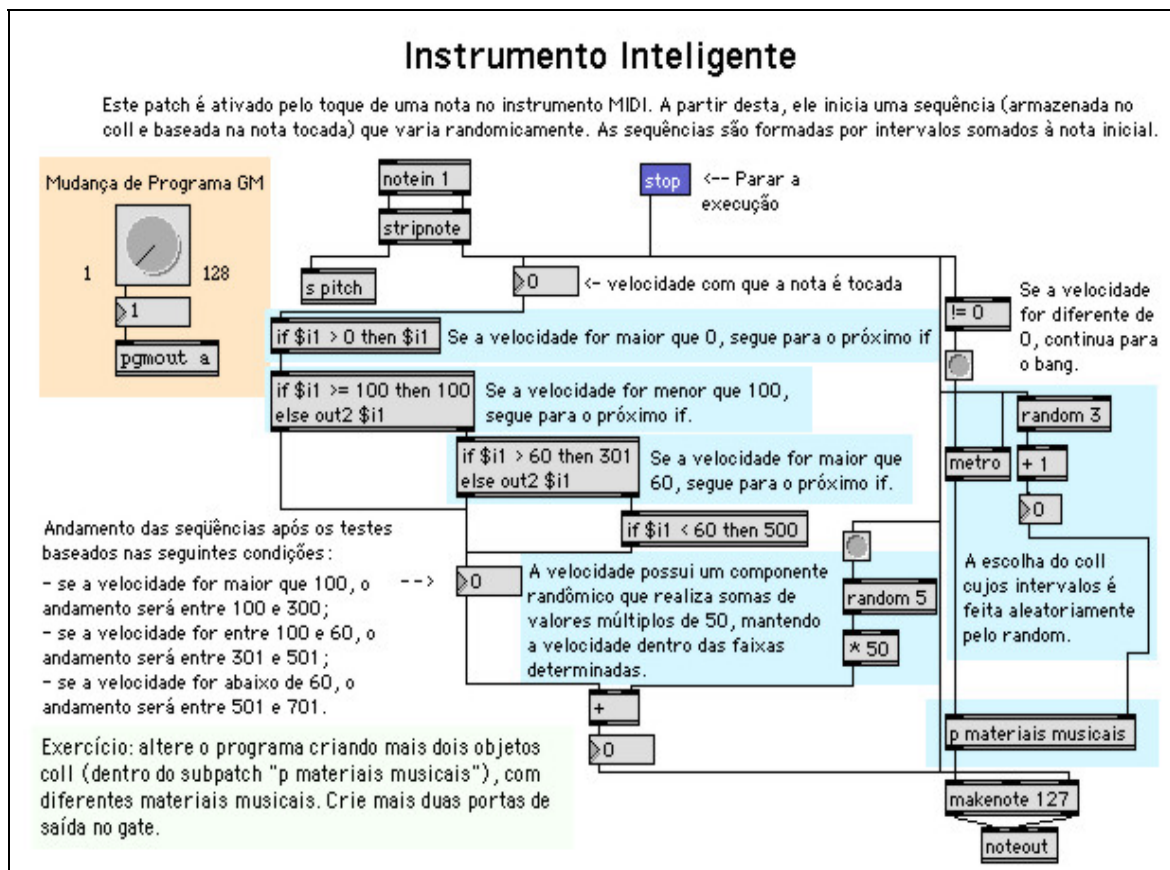 Instrumento Inteligente
Este patch é ativado pelo toque de uma nota no instrumento MIDI. A partir desta, ele inicia uma sequência (armazenada no
coll e baseada na nota tocada) que varia randomicamente. As sequências são formadas por intervalos somados à nota inicial.
Mudança de Programa GM
1
128
1
pgmout a
notein 1
stripnote
s pitch
stop
<-- Parar a
execução
0
<- velocidade com que a nota é tocada
if $i1 > 0 then $i1
Se a velocidade for maior que 0, segue para o próximo if
if $i1 >= 100 then 100
else out2 $i1
Se a velocidade for menor que 100,
segue para o próximo if.
if $i1 > 60 then 301
else out2 $i1
Se a velocidade for maior que
60, segue para o próximo if.
if $i1 < 60 then 500
!= 0
Se a velocidade
for diferente de
0, continua para
o bang.
random 3
metro
+ 1
0
A escolha do coll
cujos intervalos é
feita aleatoriamente
pelo random.
Andamento das seqüências após os testes
baseados nas seguintes condições:
- se a velocidade for maior que 100, o
andamento será entre 100 e 300;
- se a velocidade for entre 100 e 60, o
andamento será entre 301 e 501;
- se a velocidade for abaixo de 60, o
andamento será entre 501 e 701.
-->
0
A velocidade possui um componente
randômico que realiza somas de
valores múltiplos de 50, mantendo
a velocidade dentro das faixas
determinadas.
random 5
* 50
+
0
p materiais musicais
makenote 127
noteout
Exercício: altere o programa criando mais dois objetos
coll (dentro do subpatch "p materiais musicais"), com
diferentes materiais musicais. Crie mais duas portas de
saída no gate.